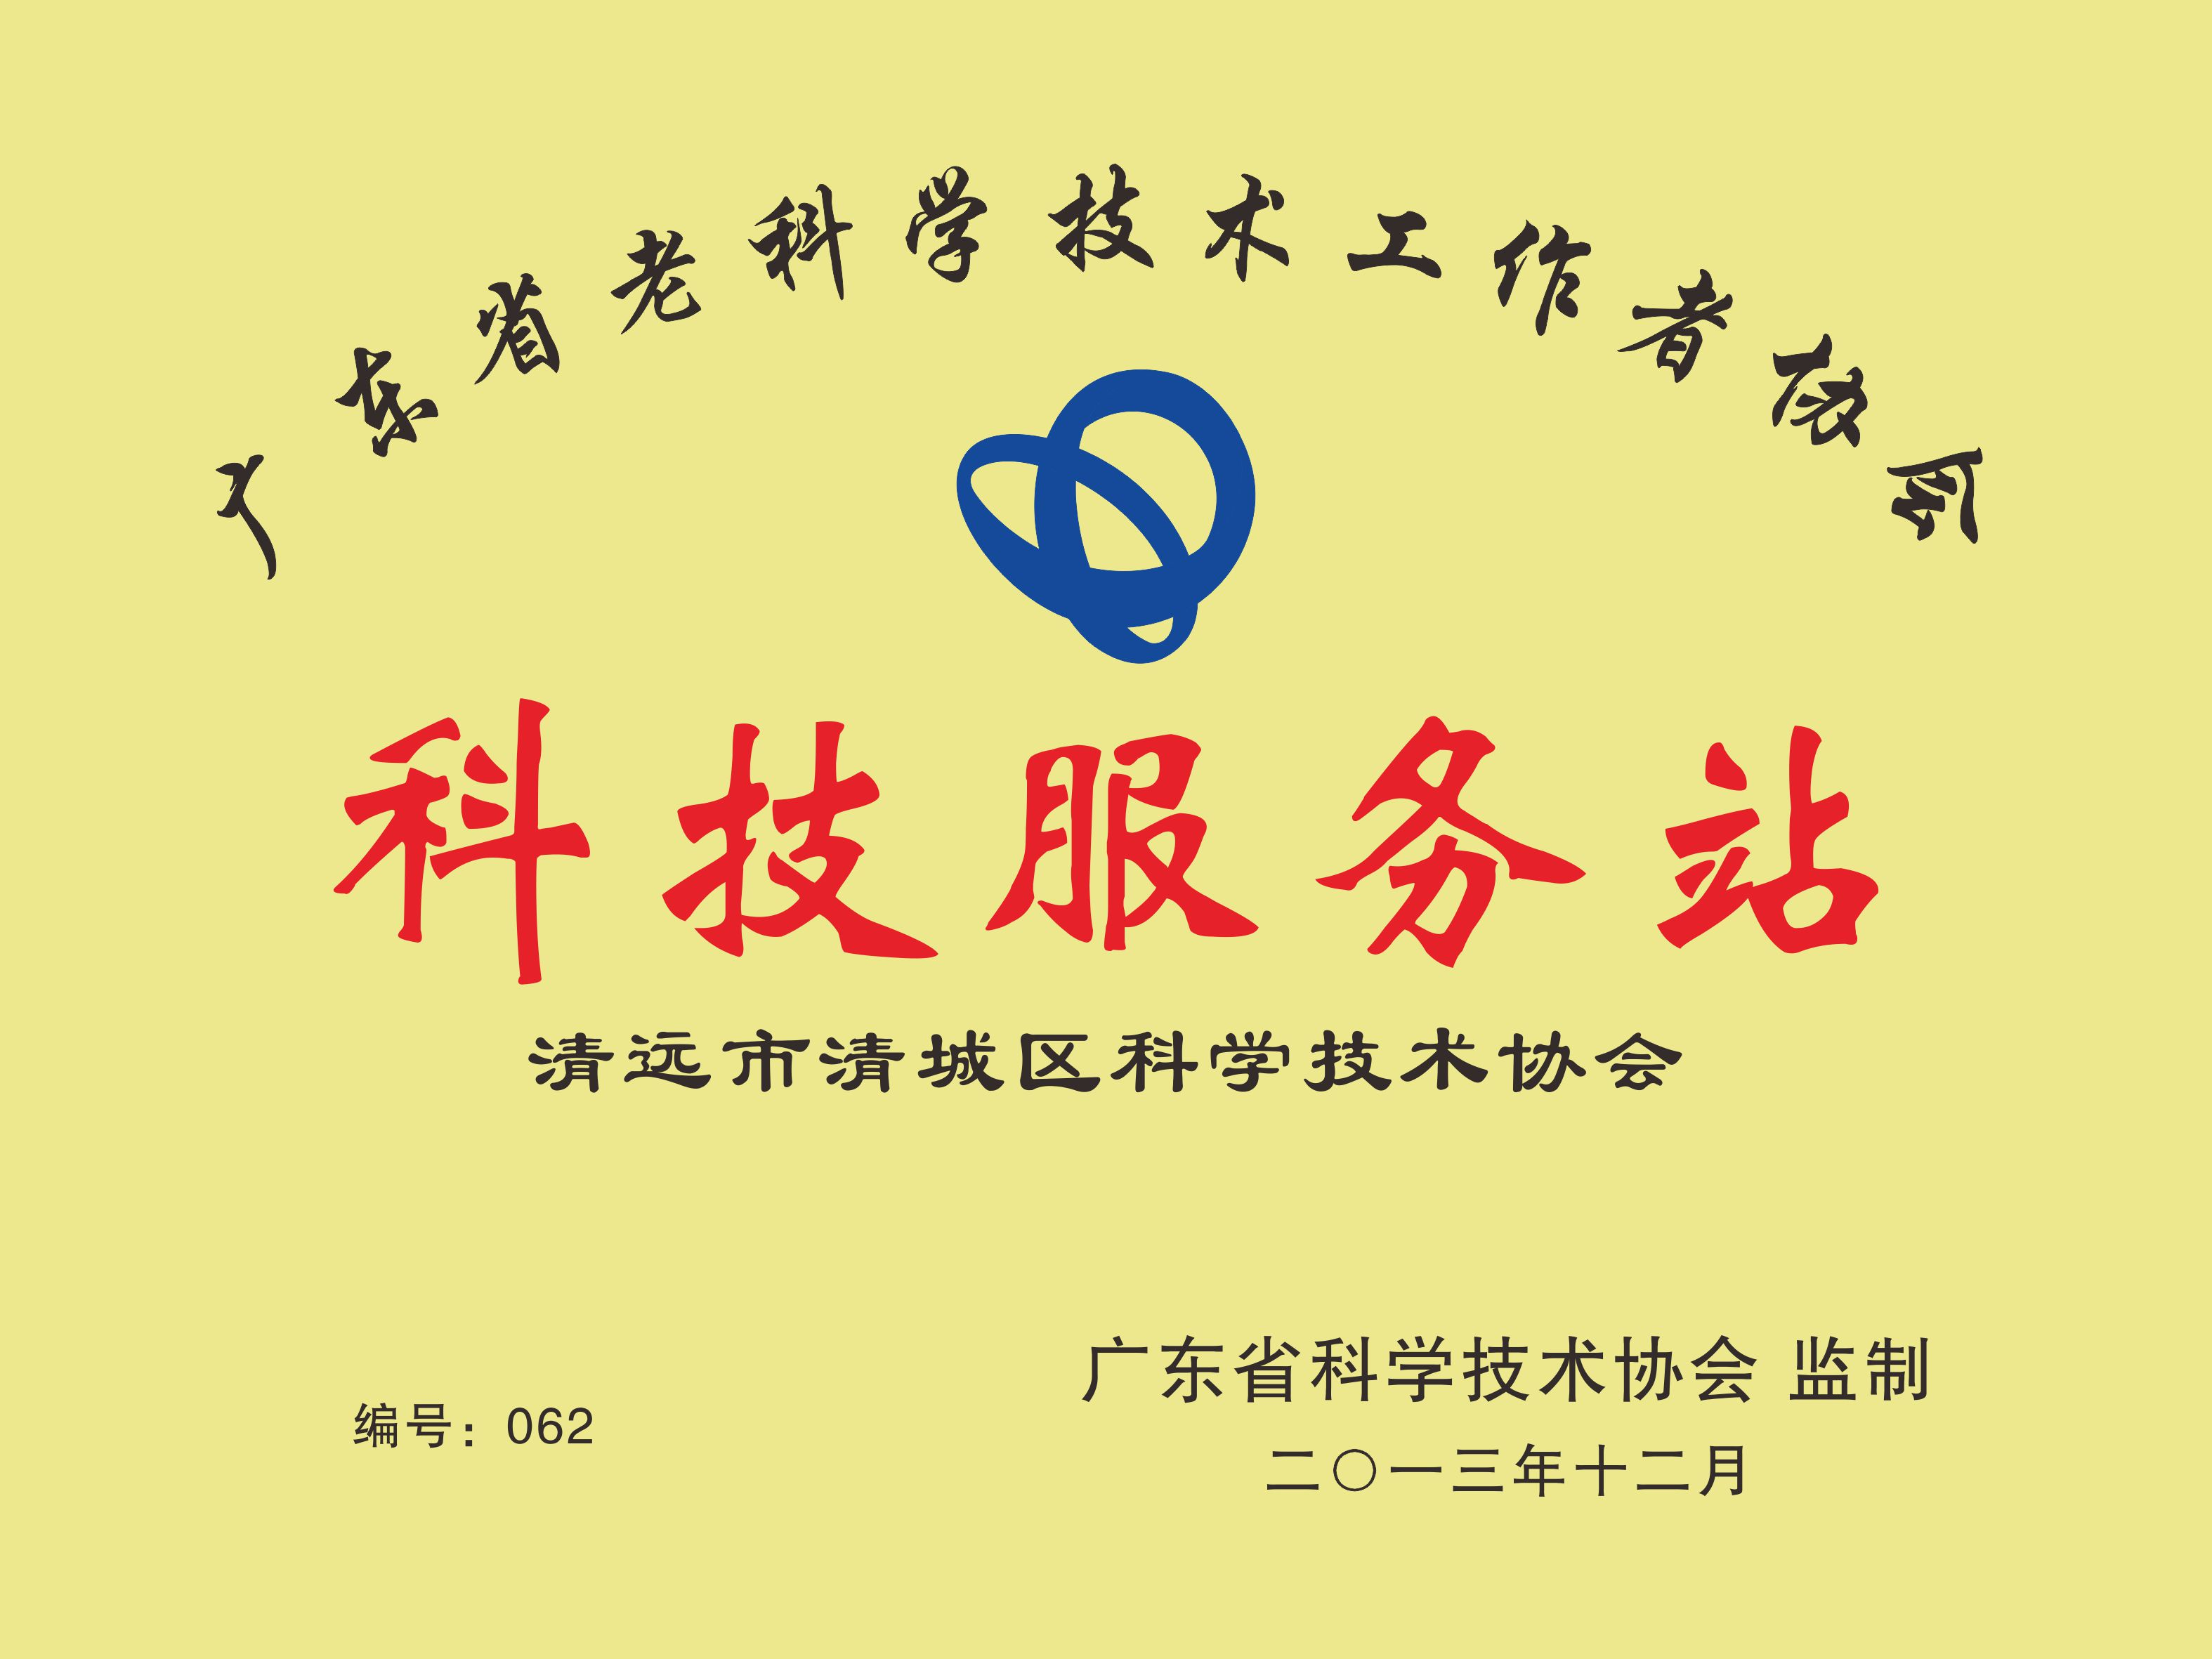 广东省老科学技术工作者协会
科技服务站
清远市清城区科学技术协会
广东省科学技术协会 监制
编号：062
二〇一三年十二月